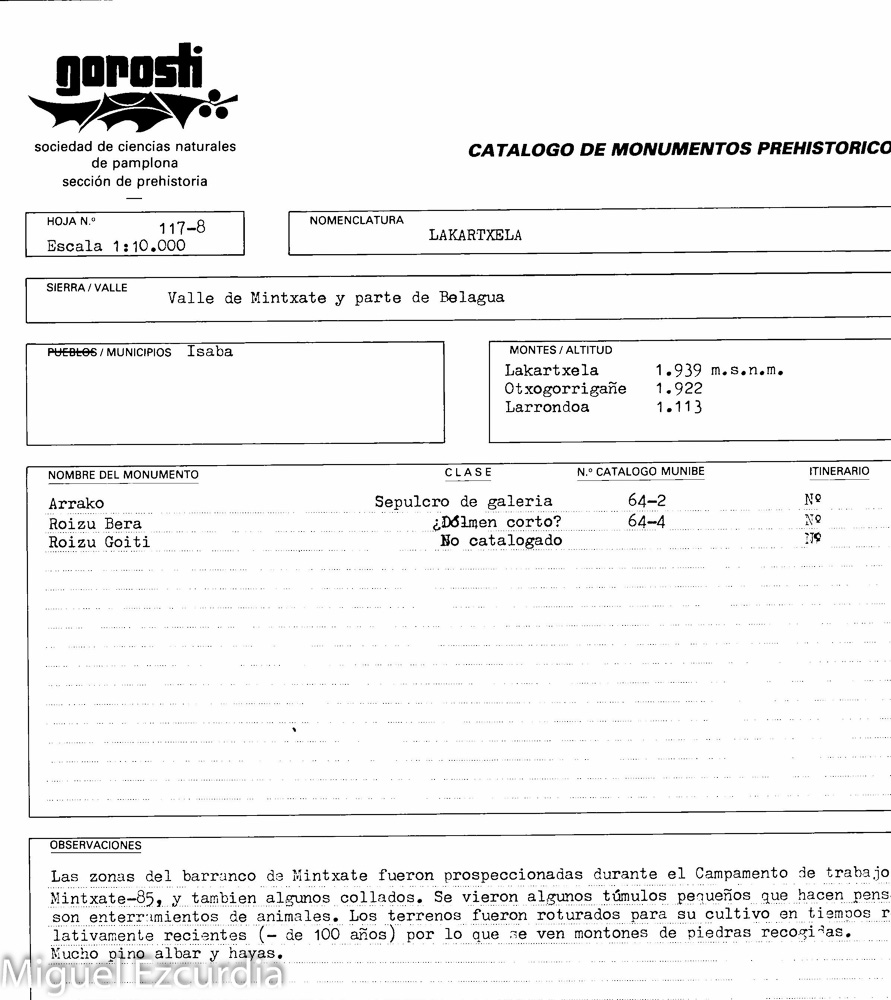 gorosti
sociedad de ciencias naturales
de pamplona
sección de prehistoria
CATALOGO DE MONUMENTOS PREHISTORICO
HOJA N.º 117-8
Escala 1:10.000
NOMENCLATURA
LAKARTXELA
SIERRA / VALLE
Valle de Mintxate y parte de Belagua
PUEBLOS / MUNICIPIOS Isaba
MONTES / ALTITUD
Lakartxela 1.939 m.s.n.m.
Otxogorrigañe 1.922
Larrondoa 1.113
NOMBRE DEL MONUMENTO CLASE N.º CATALOGO MUNIBE ITINERARIO
Arrako Sepulcro de galeria 64-2 Nº
Roizu Bera ¿Dólmen corto? 64-4 Nº
Roizu Goiti No catalogado Nº
OBSERVACIONES
Las zonas del barranco de Mintxate fueron prospeccionadas durante el Campamento de trabajo
Mintxate-85, y tambien algunos collados. Se vieron algunos túmulos pequeños que hacen pens
son enterramientos de animales. Los terrenos fueron roturados para su cultivo en tiempos r
lativamente recientes (- de 100 años) por lo que se ven montones de piedras recogidas.
Mucho pino albar y hayas.
Miguel Ezcurdia